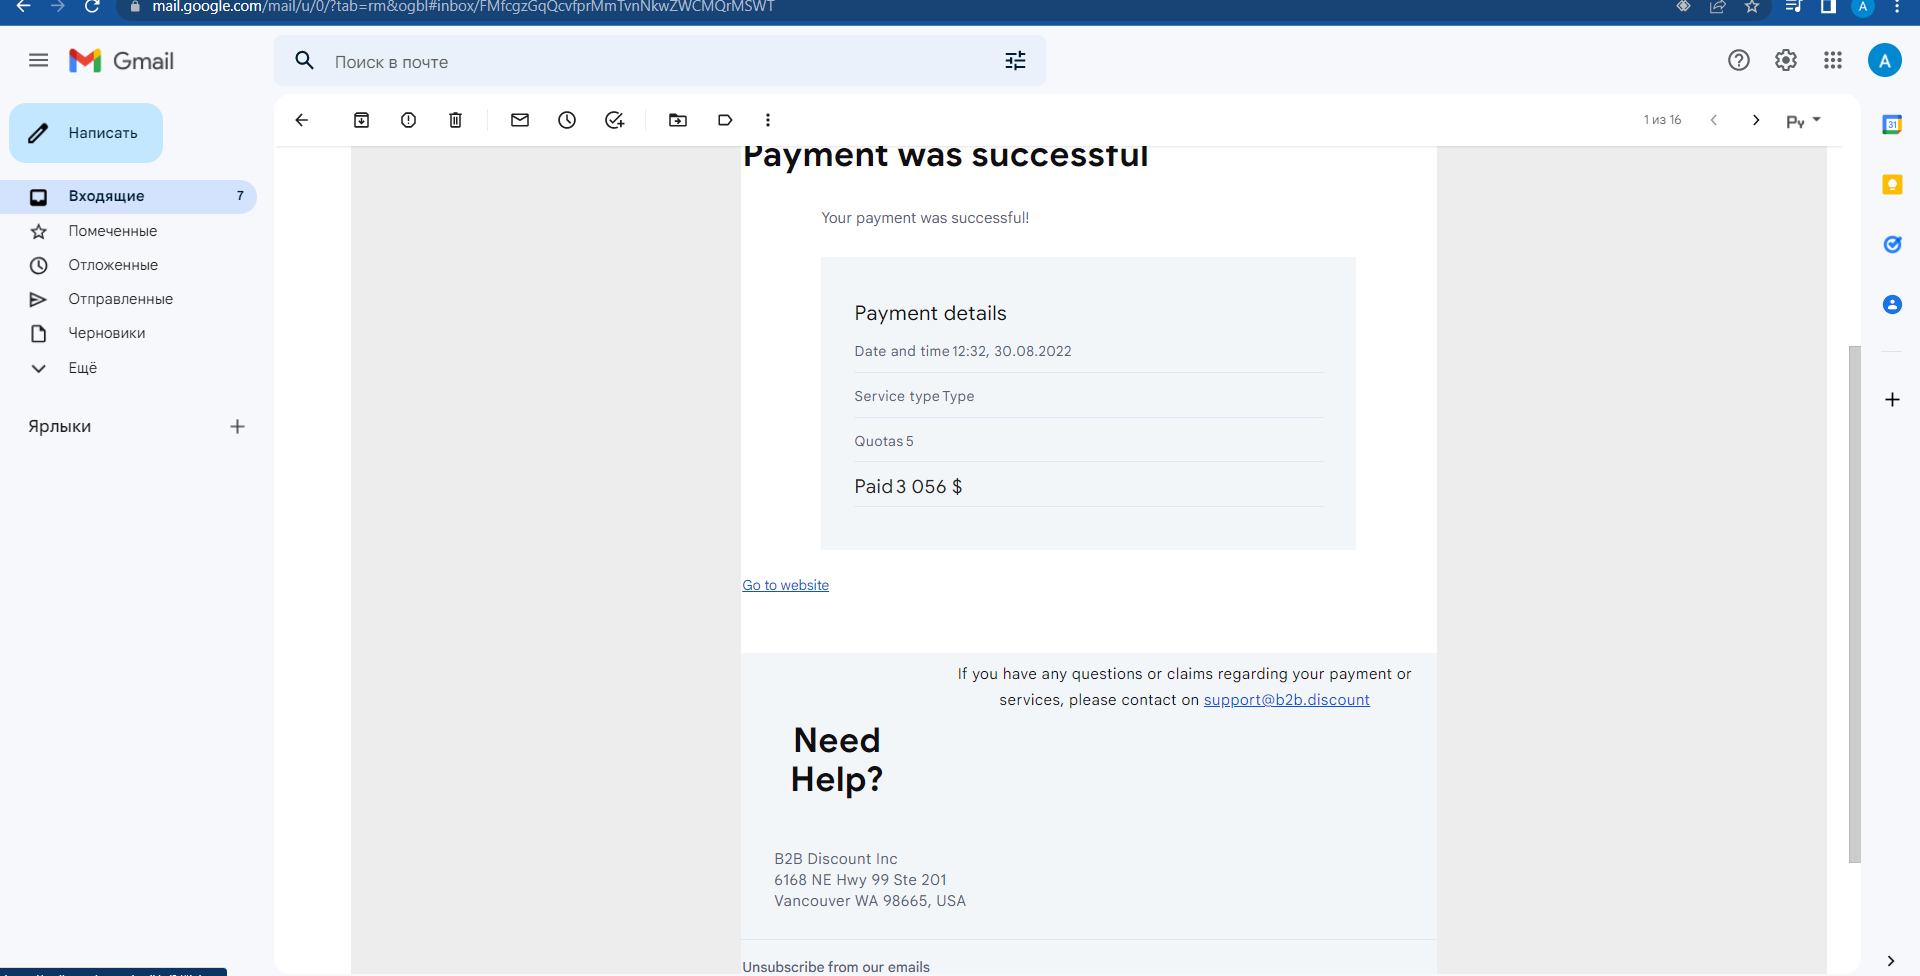 mail.google.com/mail/u/0/?tab=rm&ogbl#inbox/FMfcgzGqQcvfprMmTvnNkwZWCMQrMSWT
A
Gmail
Поиск в почте
A
Написать
1 из 16
Входящие 7
Помеченные
Отложенные
Отправленные
Черновики
Ещё
Ярлыки
31
Payment was successful
Your payment was successful!
Payment details
Date and time 12:32, 30.08.2022
Service type Type
Quotas 5
Paid 3 056 $
Go to website
If you have any questions or claims regarding your payment or
services, please contact on support@b2b.discount
Need
Help?
B2B Discount Inc
6168 NE Hwy 99 Ste 201
Vancouver WA 98665, USA
Unsubscribe from our emails